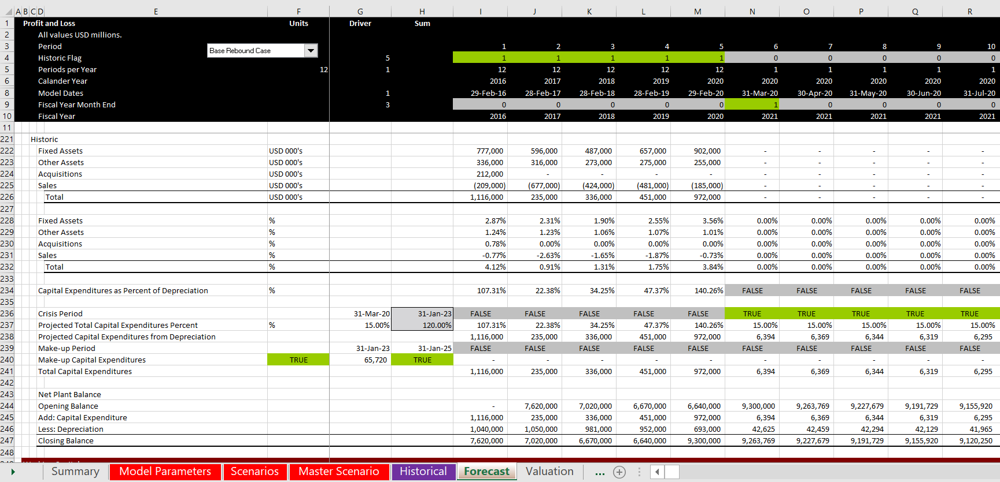 A B C D E F G H I J K L M N O P Q R
1 Profit and Loss Units Driver Sum
2 All values USD millions.
3 Period Base Rebound Case 1 2 3 4 5 6 7 8 9 10
4 Historic Flag 5 1 1 1 1 1 0 0 0 0 0
5 Periods per Year 12 1 12 12 12 12 12 1 1 1 1 1
6 Calander Year 2016 2017 2018 2019 2020 2020 2020 2020 2020 2020
8 Model Dates 1 29-Feb-16 28-Feb-17 28-Feb-18 28-Feb-19 29-Feb-20 31-Mar-20 30-Apr-20 31-May-20 30-Jun-20 31-Jul-20
9 Fiscal Year Month End 3 0 0 0 0 0 1 0 0 0 0
10 Fiscal Year 2016 2017 2018 2019 2020 2021 2021 2021 2021 2021
11
221 Historic
222 Fixed Assets USD 000's 777,000 596,000 487,000 657,000 902,000 - - - - -
223 Other Assets USD 000's 336,000 316,000 273,000 275,000 255,000 - - - - -
224 Acquisitions USD 000's 212,000 - - - - - - - - -
225 Sales USD 000's (209,000) (677,000) (424,000) (481,000) (185,000) - - - - -
226 Total USD 000's 1,116,000 235,000 336,000 451,000 972,000 - - - - -
227
228 Fixed Assets % 2.87% 2.31% 1.90% 2.55% 3.56% 0.00% 0.00% 0.00% 0.00% 0.00%
229 Other Assets % 1.24% 1.23% 1.06% 1.07% 1.01% 0.00% 0.00% 0.00% 0.00% 0.00%
230 Acquisitions % 0.78% 0.00% 0.00% 0.00% 0.00% 0.00% 0.00% 0.00% 0.00% 0.00%
231 Sales % -0.77% -2.63% -1.65% -1.87% -0.73% 0.00% 0.00% 0.00% 0.00% 0.00%
232 Total % 4.12% 0.91% 1.31% 1.75% 3.84% 0.00% 0.00% 0.00% 0.00% 0.00%
233
234 Capital Expenditures as Percent of Depreciation % 107.31% 22.38% 34.25% 47.37% 140.26% FALSE FALSE FALSE FALSE FALSE
235
236 Crisis Period 31-Mar-20 31-Jan-23 FALSE FALSE FALSE FALSE FALSE TRUE TRUE TRUE TRUE TRUE
237 Projected Total Capital Expenditures Percent % 15.00% 120.00% 107.31% 22.38% 34.25% 47.37% 140.26% 15.00% 15.00% 15.00% 15.00% 15.00%
238 Projected Capital Expenditures from Depreciation 1,116,000 235,000 336,000 451,000 972,000 6,394 6,369 6,344 6,319 6,295
239 Make-up Period 31-Jan-23 31-Jan-25 FALSE FALSE FALSE FALSE FALSE FALSE FALSE FALSE FALSE FALSE
240 Make-up Capital Expenditures TRUE 65,720 TRUE - - - - - - - - - -
241 Total Capital Expenditures 1,116,000 235,000 336,000 451,000 972,000 6,394 6,369 6,344 6,319 6,295
242
243 Net Plant Balance
244 Opening Balance - 7,620,000 7,020,000 6,670,000 6,640,000 9,300,000 9,263,769 9,227,679 9,191,729 9,155,920
245 Add: Capital Expenditure 1,116,000 235,000 336,000 451,000 972,000 6,394 6,369 6,344 6,319 6,295
246 Less: Depreciation 1,040,000 1,050,000 981,000 952,000 693,000 42,625 42,459 42,294 42,129 41,965
247 Closing Balance 7,620,000 7,020,000 6,670,000 6,640,000 9,300,000 9,263,769 9,227,679 9,191,729 9,155,920 9,120,250
248
Summary Model Parameters Scenarios Master Scenario Historical Forecast Valuation ...